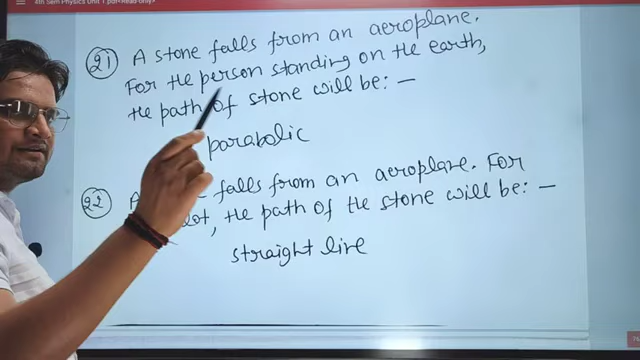 4th Sem Physics Unit 1.pdf<Read-only>
(21) A stone falls from an aeroplane.
For the person standing on the earth,
the path of stone will be: —
parabolic
(22) A falls from an aeroplane. For
the path of the stone will be: —
straight line